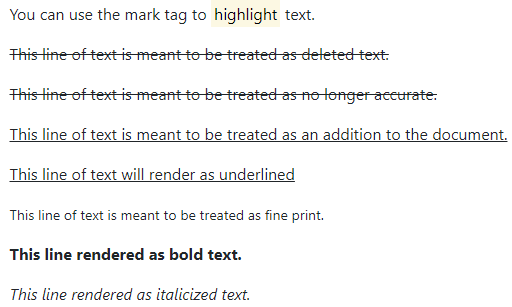 You can use the mark tag to highlight text.
This line of text is meant to be treated as deleted text.
This line of text is meant to be treated as no longer accurate.
This line of text is meant to be treated as an addition to the document.
This line of text will render as underlined
This line of text is meant to be treated as fine print.
This line rendered as bold text.
This line rendered as italicized text.